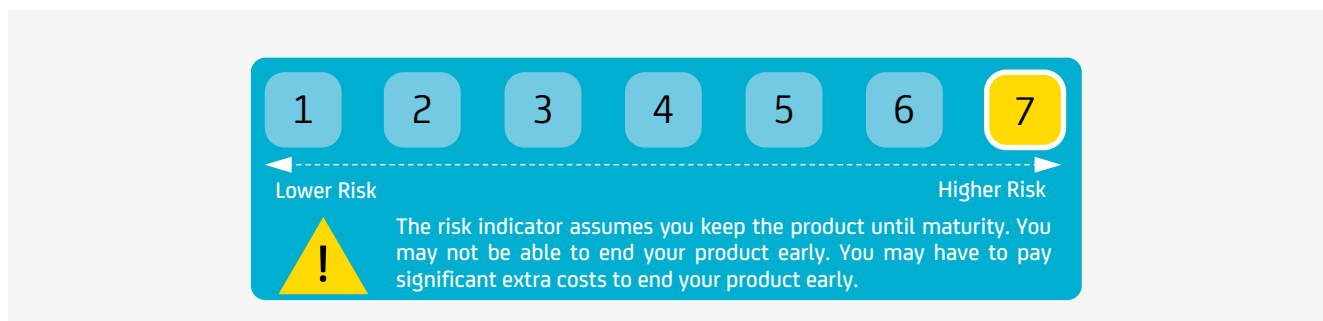 1 2 3 4 5 6 7
Lower Risk Higher Risk
The risk indicator assumes you keep the product until maturity. You
may not be able to end your product early. You may have to pay
significant extra costs to end your product early.
!